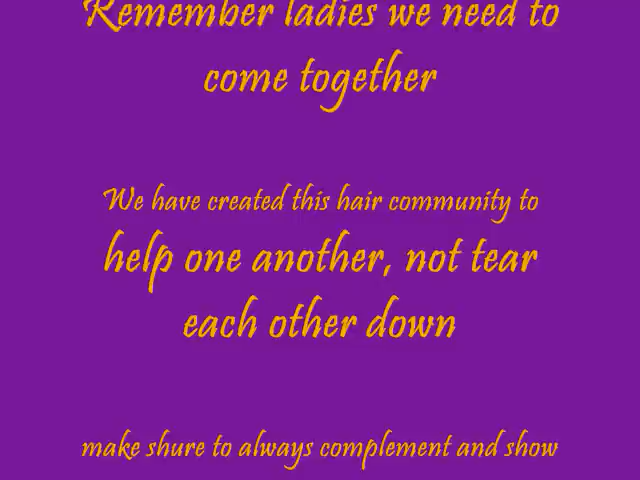 Remember ladies we need to
come together
We have created this hair community to
help one another, not tear
each other down
make shure to always complement and show